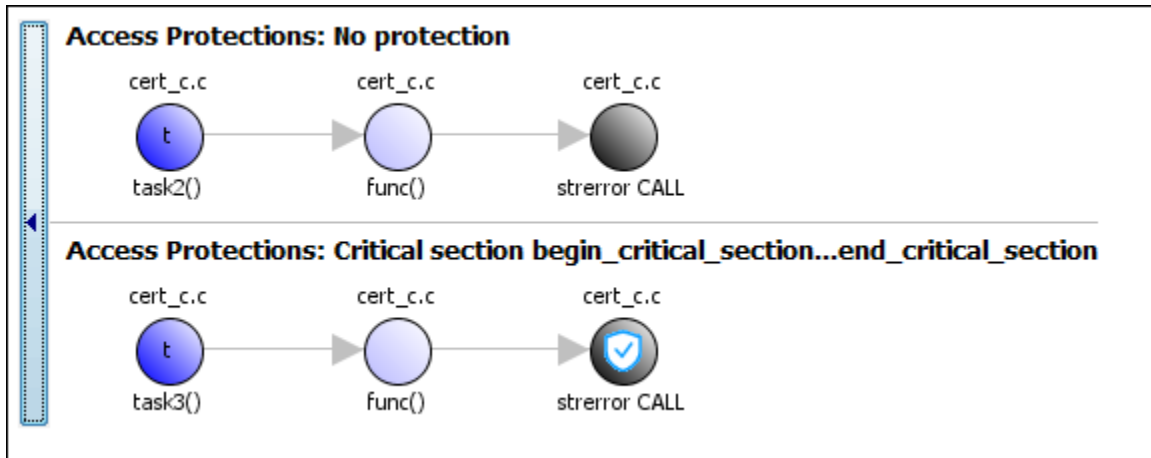 Access Protections: No protection
cert_c.c cert_c.c cert_c.c
t
task2() func() strerror CALL
Access Protections: Critical section begin_critical_section...end_critical_section
cert_c.c cert_c.c cert_c.c
t
task3() func() strerror CALL